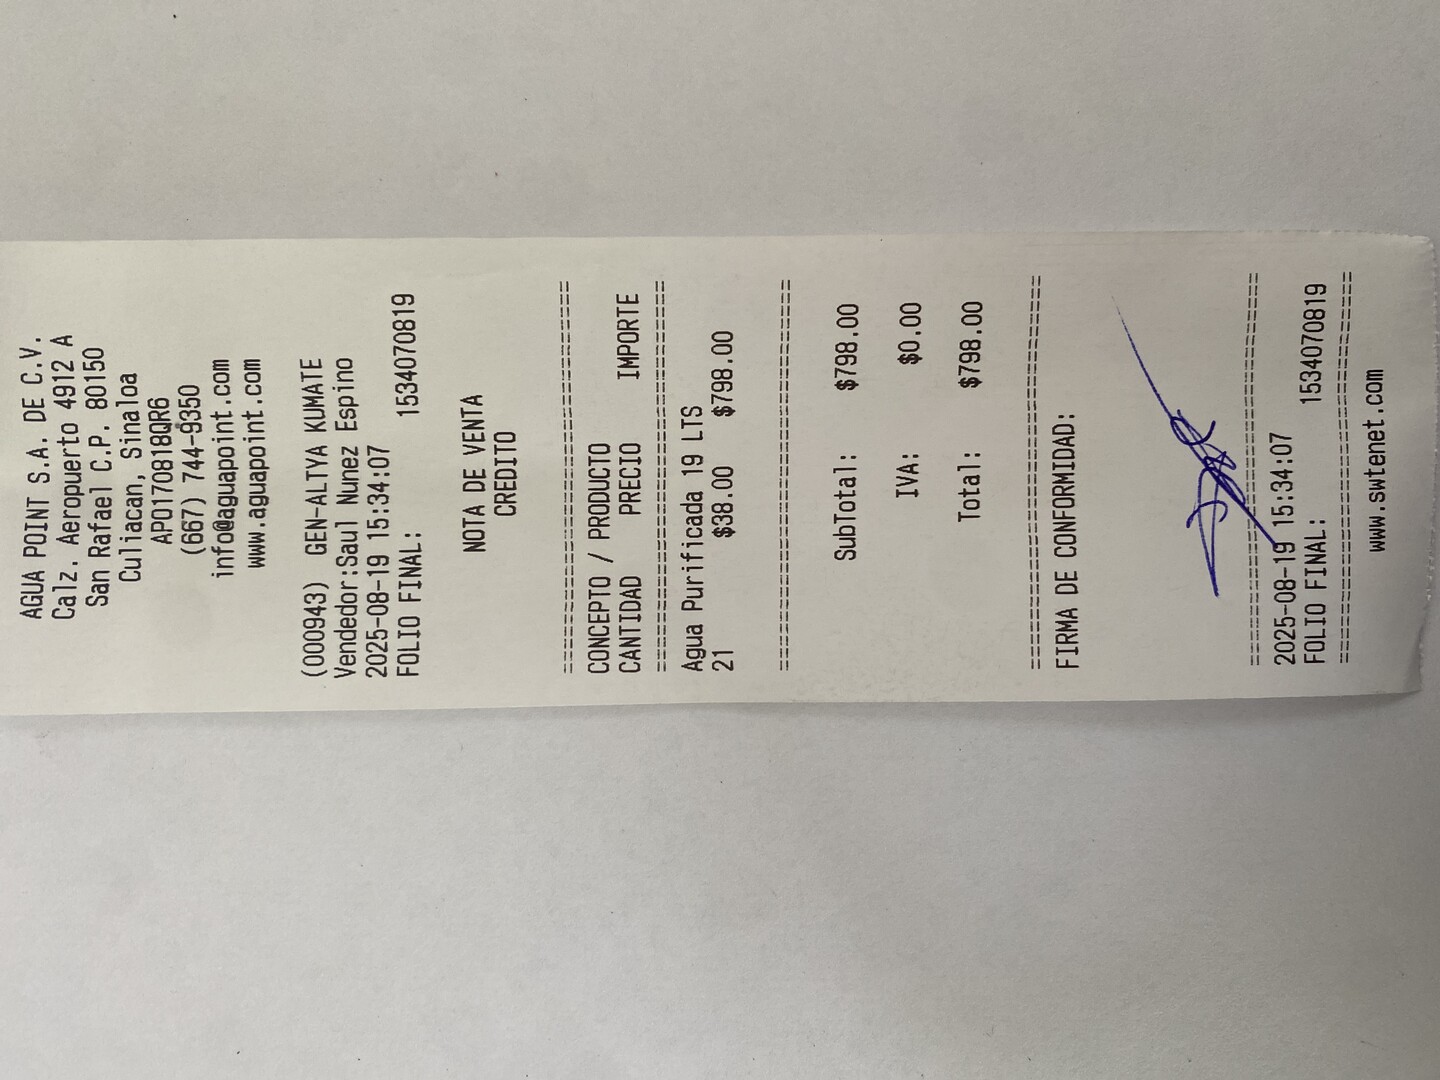 AGUA POINT S.A. DE C.V.
Calz. Aeropuerto 4912 A
San Rafael C.P. 80150
Culiacan, Sinaloa
APO170818QR6
(667) 744-9350
info@aguapoint.com
www.aguapoint.com
(000943) GEN-ALTYA KUMATE
Vendedor:Saul Nunez Espino
2025-08-19 15:34:07
FOLIO FINAL: 1534070819
NOTA DE VENTA
CREDITO
CONCEPTO / PRODUCTO
CANTIDAD PRECIO IMPORTE
Agua Purificada 19 LTS
21 $38.00 $798.00
SubTotal: $798.00
IVA: $0.00
Total: $798.00
FIRMA DE CONFORMIDAD:
2025-08-19 15:34:07
FOLIO FINAL: 1534070819
www.swtenet.com